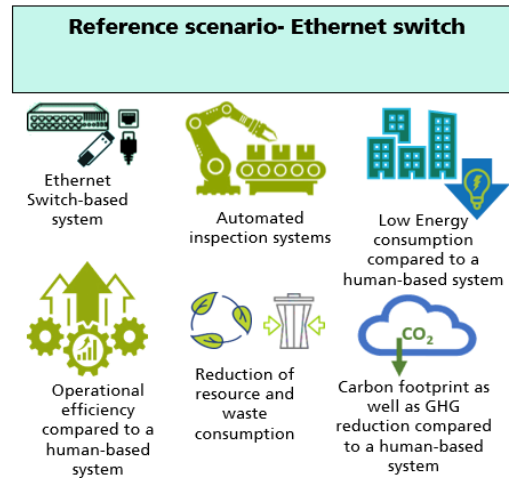 Reference scenario- Ethernet switch
Ethernet
Switch-based
system
Automated
inspection systems
Low Energy
consumption
compared to a
human-based system
Operational
efficiency
compared to a
human-based
system
Reduction of
resource and
waste
consumption
CO₂
Carbon footprint as
well as GHG
reduction compared
to a human-based
system